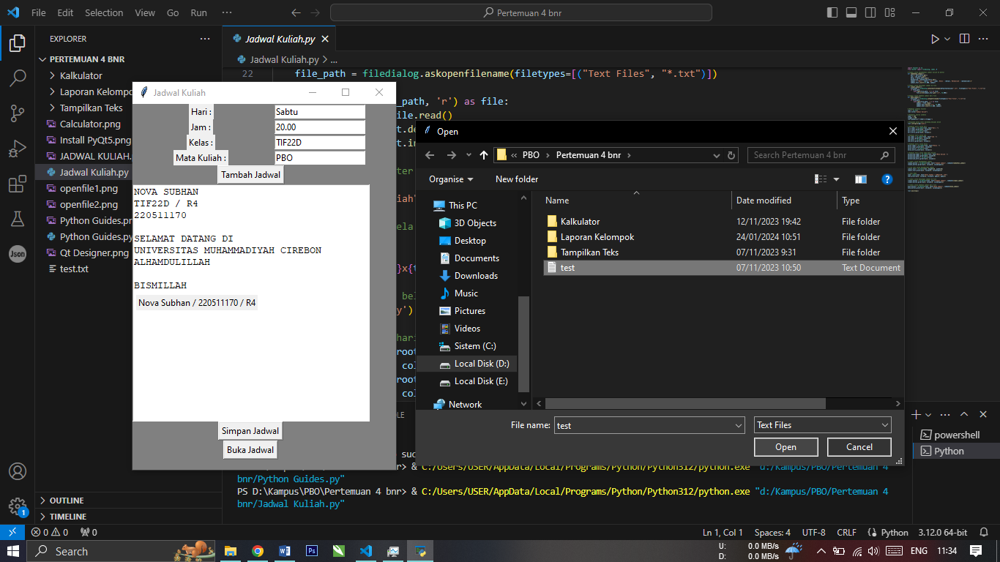 File Edit Selection View Go Run ··· Pertemuan 4 bnr
EXPLORER
PERTEMUAN 4 BNR
Kalkulator
Laporan Kelompo
Tampilkan Teks
Calculator.png
Install PyQt5.png
JADWAL KULIAH.
Jadwal Kuliah.py
openfile1.png
openfile2.png
Python Guides.pr
Python Guides.py
Qt Designer.png
test.txt
OUTLINE
TIMELINE
Json
1
Jadwal Kuliah.py
Jadwal Kuliah.py > ...
22 file_path = filedialog.askopenfilename(filetypes=[("Text Files", "*.txt")])
_path, 'r') as file:
ile.read()
t.de
t.in
ter
iah"
ela
}x{t
bel
y')
hari
root
col
root
col
Jadwal Kuliah
Hari : Sabtu
Jam : 20.00
Kelas : TIF22D
Mata Kuliah : PBO
Tambah Jadwal
NOVA SUBHAN
TIF22D / R4
220511170
SELAMAT DATANG DI
UNIVERSITAS MUHAMMADIYAH CIREBON
ALHAMDULILLAH
BISMILLAH
Nova Subhan / 220511170 / R4
Simpan Jadwal
Buka Jadwal
Open
« PBO > Pertemuan 4 bnr >
Search Pertemuan 4 bnr
Organise New folder
This PC
3D Objects
Desktop
Documents
Downloads
Music
Pictures
Videos
Sistem (C:)
Local Disk (D:)
Local Disk (E:)
Network
Name Date modified Type
Kalkulator 12/11/2023 19:42 File folder
Laporan Kelompok 24/01/2024 10:51 File folder
Tampilkan Teks 07/11/2023 9:31 File folder
test 07/11/2023 10:50 Text Document
File name: test Text Files
Open Cancel
OLE
powershell
Python
suc
bnr> & C:/Users/USER/AppData/Local/Programs/Python/Python312/python.exe "d:/Kampus/PBO/Pertemuan 4
bnr/Python Guides.py"
PS D:\Kampus\PBO\Pertemuan 4 bnr> & C:/Users/USER/AppData/Local/Programs/Python/Python312/python.exe "d:/Kampus/PBO/Pertemuan 4
bnr/Jadwal Kuliah.py"
0 0 0 Ln 1, Col 1 Spaces: 4 UTF-8 CRLF Python 3.12.0 64-bit
Search U: 0.0 MB/s
D: 0.0 MB/s
ENG 11:34